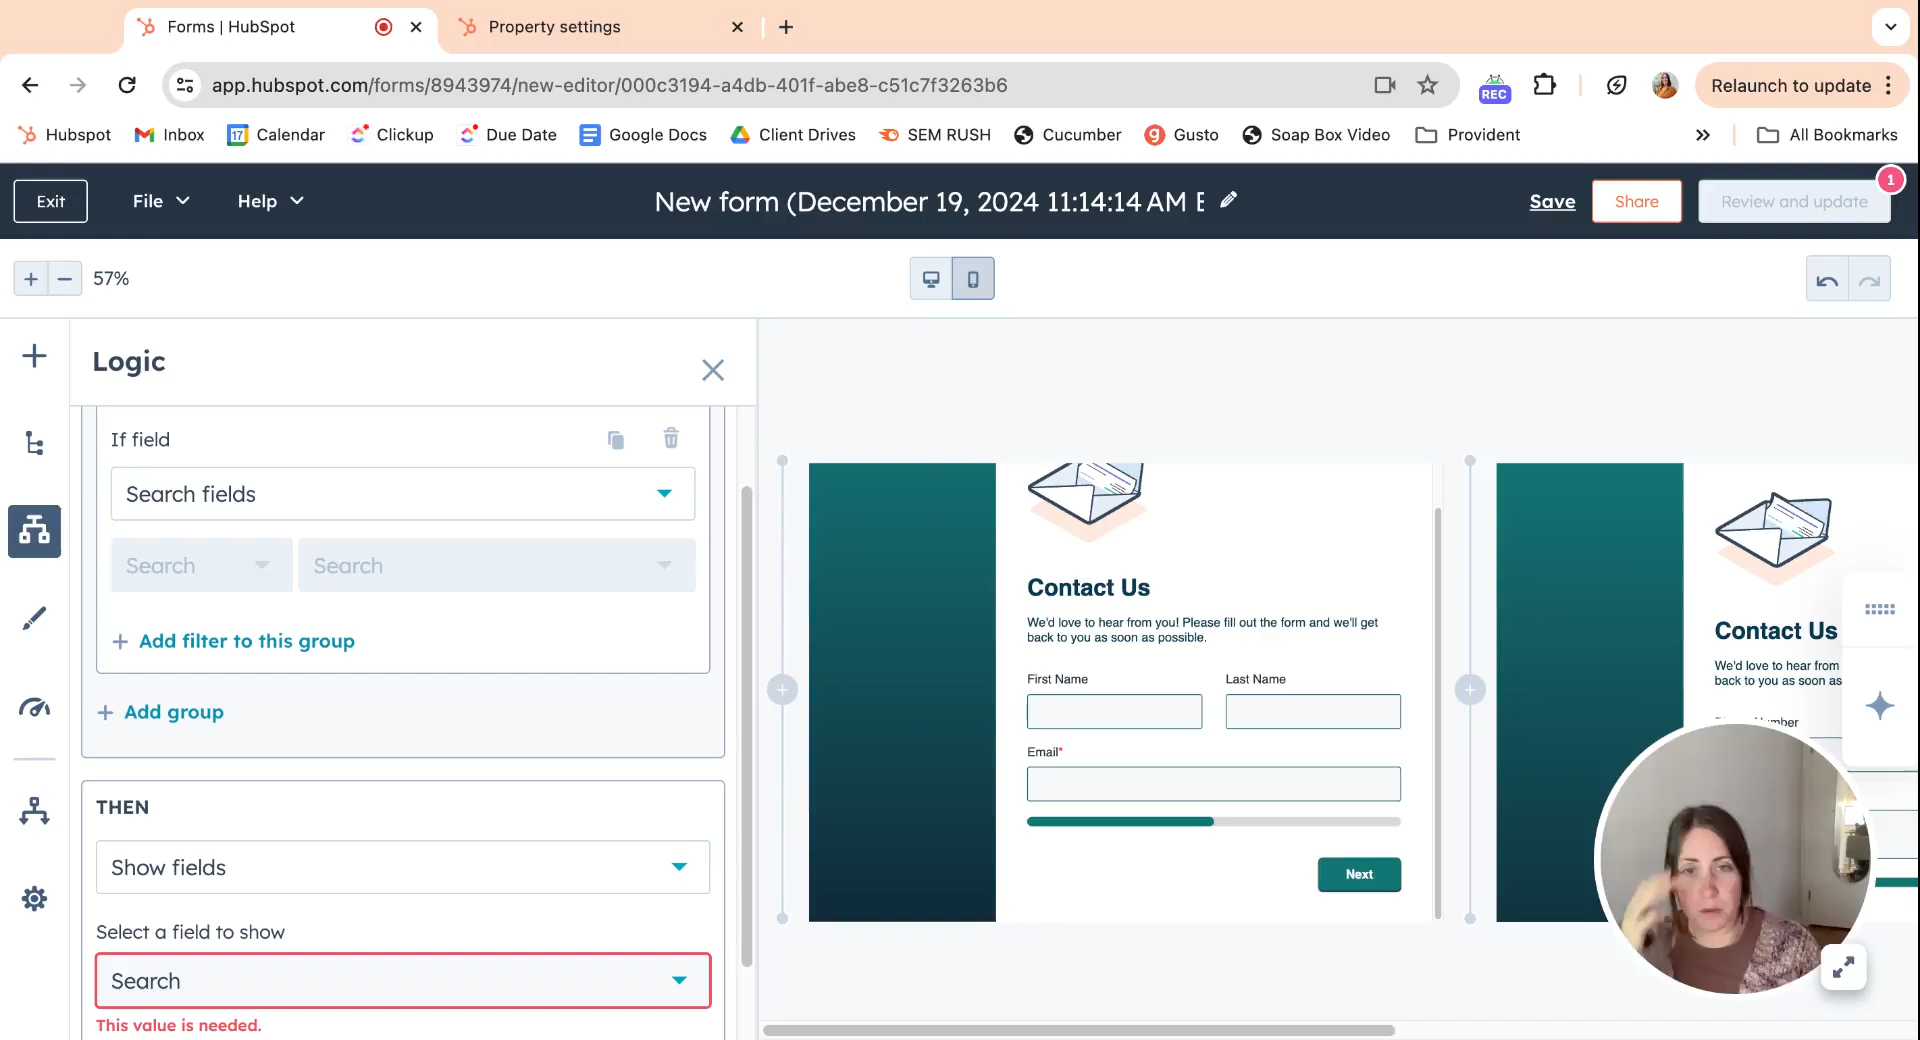 Forms | HubSpot
Property settings
app.hubspot.com/forms/8943974/new-editor/000c3194-a4db-401f-abe8-c51c7f3263b6
REC
Relaunch to update
Hubspot
Inbox
17
Calendar
Clickup
Due Date
Google Docs
Client Drives
SEM RUSH
Cucumber
Gusto
Soap Box Video
Provident
All Bookmarks
Exit
File
Help
New form (December 19, 2024 11:14:14 AM E
Save
Share
Review and update
1
57%
Logic
If field
Search fields
Search
Search
+ Add filter to this group
+ Add group
THEN
Show fields
Select a field to show
Search
This value is needed.
Contact Us
We'd love to hear from you! Please fill out the form and we'll get
back to you as soon as possible.
First Name
Last Name
Email*
Next
Contact Us
We'd love to hear from
back to you as soon as